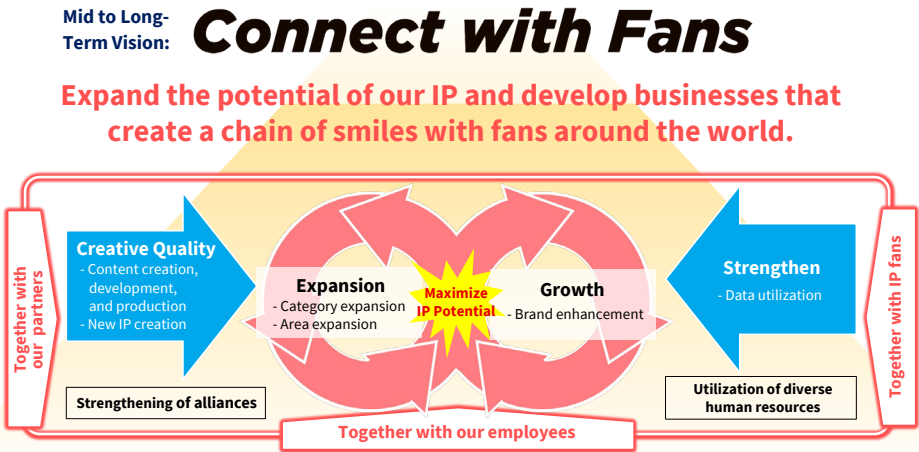 Mid to Long-
Term Vision:
Connect with Fans
Expand the potential of our IP and develop businesses that
create a chain of smiles with fans around the world.
Together with
our partners
Creative Quality
- Content creation,
development,
and production
- New IP creation
Strengthening of alliances
Expansion
- Category expansion
- Area expansion
Maximize
IP Potential
Growth
- Brand enhancement
Strengthen
- Data utilization
Utilization of diverse
human resources
Together with IP fans
Together with our employees